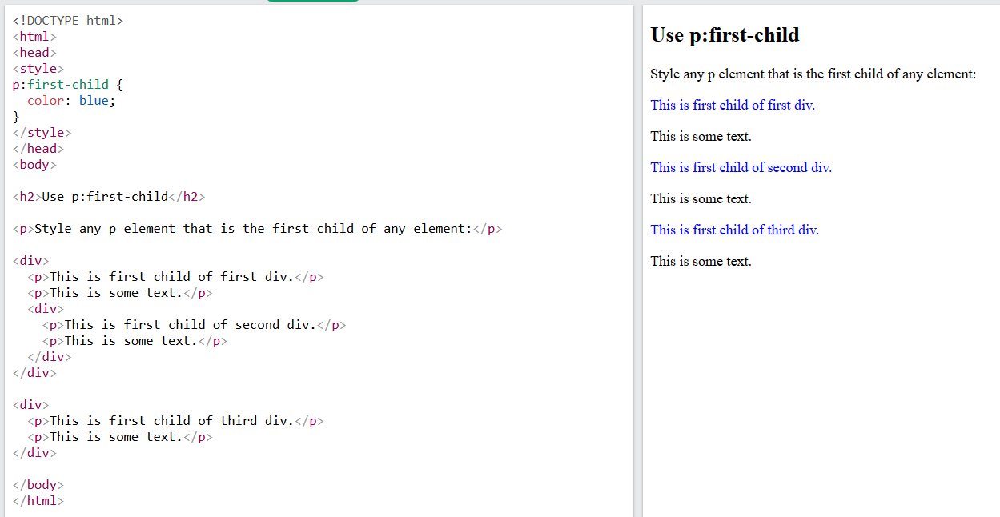 <!DOCTYPE html>
<html>
<head>
<style>
p:first-child {
  color: blue;
}
</style>
</head>
<body>

<h2>Use p:first-child</h2>

<p>Style any p element that is the first child of any element:</p>

<div>
  <p>This is first child of first div.</p>
  <p>This is some text.</p>
  <div>
    <p>This is first child of second div.</p>
    <p>This is some text.</p>
  </div>
</div>

<div>
  <p>This is first child of third div.</p>
  <p>This is some text.</p>
</div>

</body>
</html>

Use p:first-child
Style any p element that is the first child of any element:
This is first child of first div.
This is some text.
This is first child of second div.
This is some text.
This is first child of third div.
This is some text.